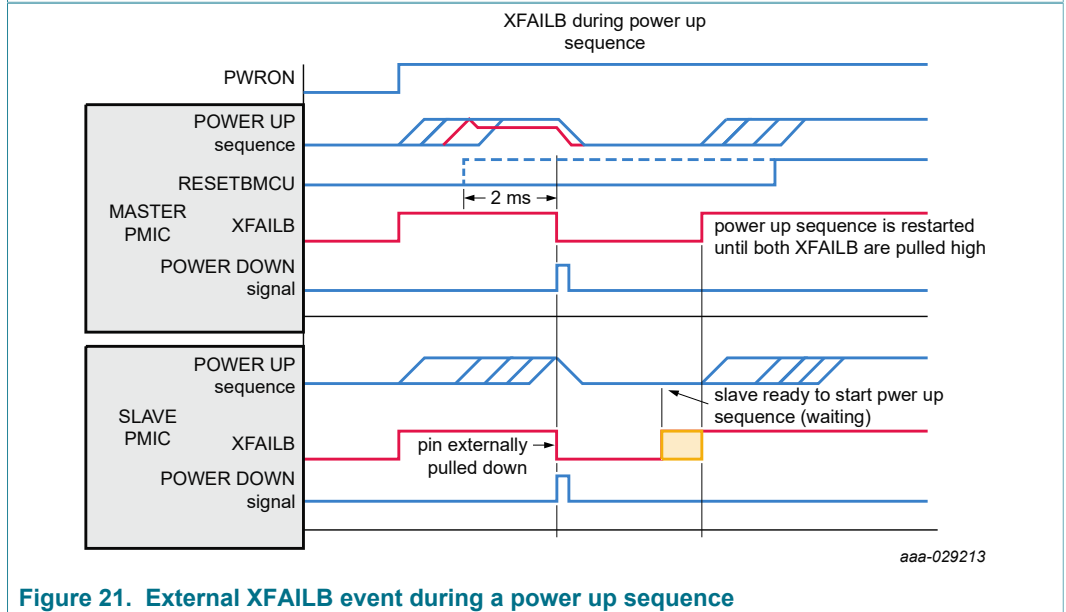 XFAILB during power up
sequence
PWRON
POWER UP
sequence
RESETBMCU
2 ms
MASTER
PMIC
XFAILB
power up sequence is restarted
until both XFAILB are pulled high
POWER DOWN
signal
POWER UP
sequence
slave ready to start pwer up
sequence (waiting)
SLAVE
PMIC
XFAILB
pin externally
pulled down
POWER DOWN
signal
aaa-029213
Figure 21. External XFAILB event during a power up sequence